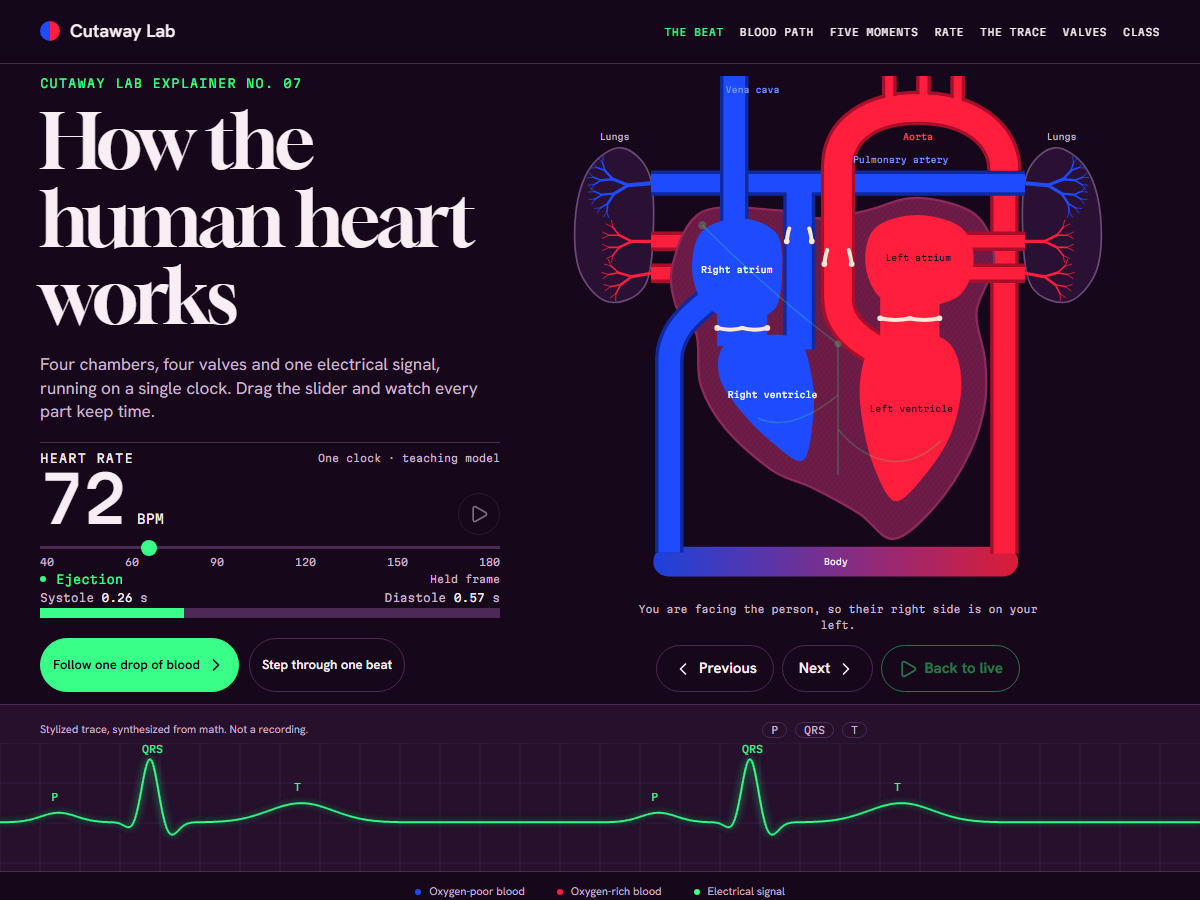 Cutaway Lab
THE BEAT BLOOD PATH FIVE MOMENTS RATE THE TRACE VALVES CLASS
CUTAWAY LAB EXPLAINER NO. 07
How the
human heart
works
Four chambers, four valves and one electrical signal,
running on a single clock. Drag the slider and watch every
part keep time.
HEART RATE
One clock · teaching model
72 BPM
40 60 90 120 150 180
Ejection
Held frame
Systole 0.26 s
Diastole 0.57 s
Follow one drop of blood
Step through one beat
Vena cava
Lungs
Aorta
Lungs
Pulmonary artery
Right atrium
Left atrium
Right ventricle
Left ventricle
Body
You are facing the person, so their right side is on your
left.
Previous
Next
Back to live
Stylized trace, synthesized from math. Not a recording.
P QRS T
QRS
QRS
P
T
P
T
Oxygen-poor blood
Oxygen-rich blood
Electrical signal